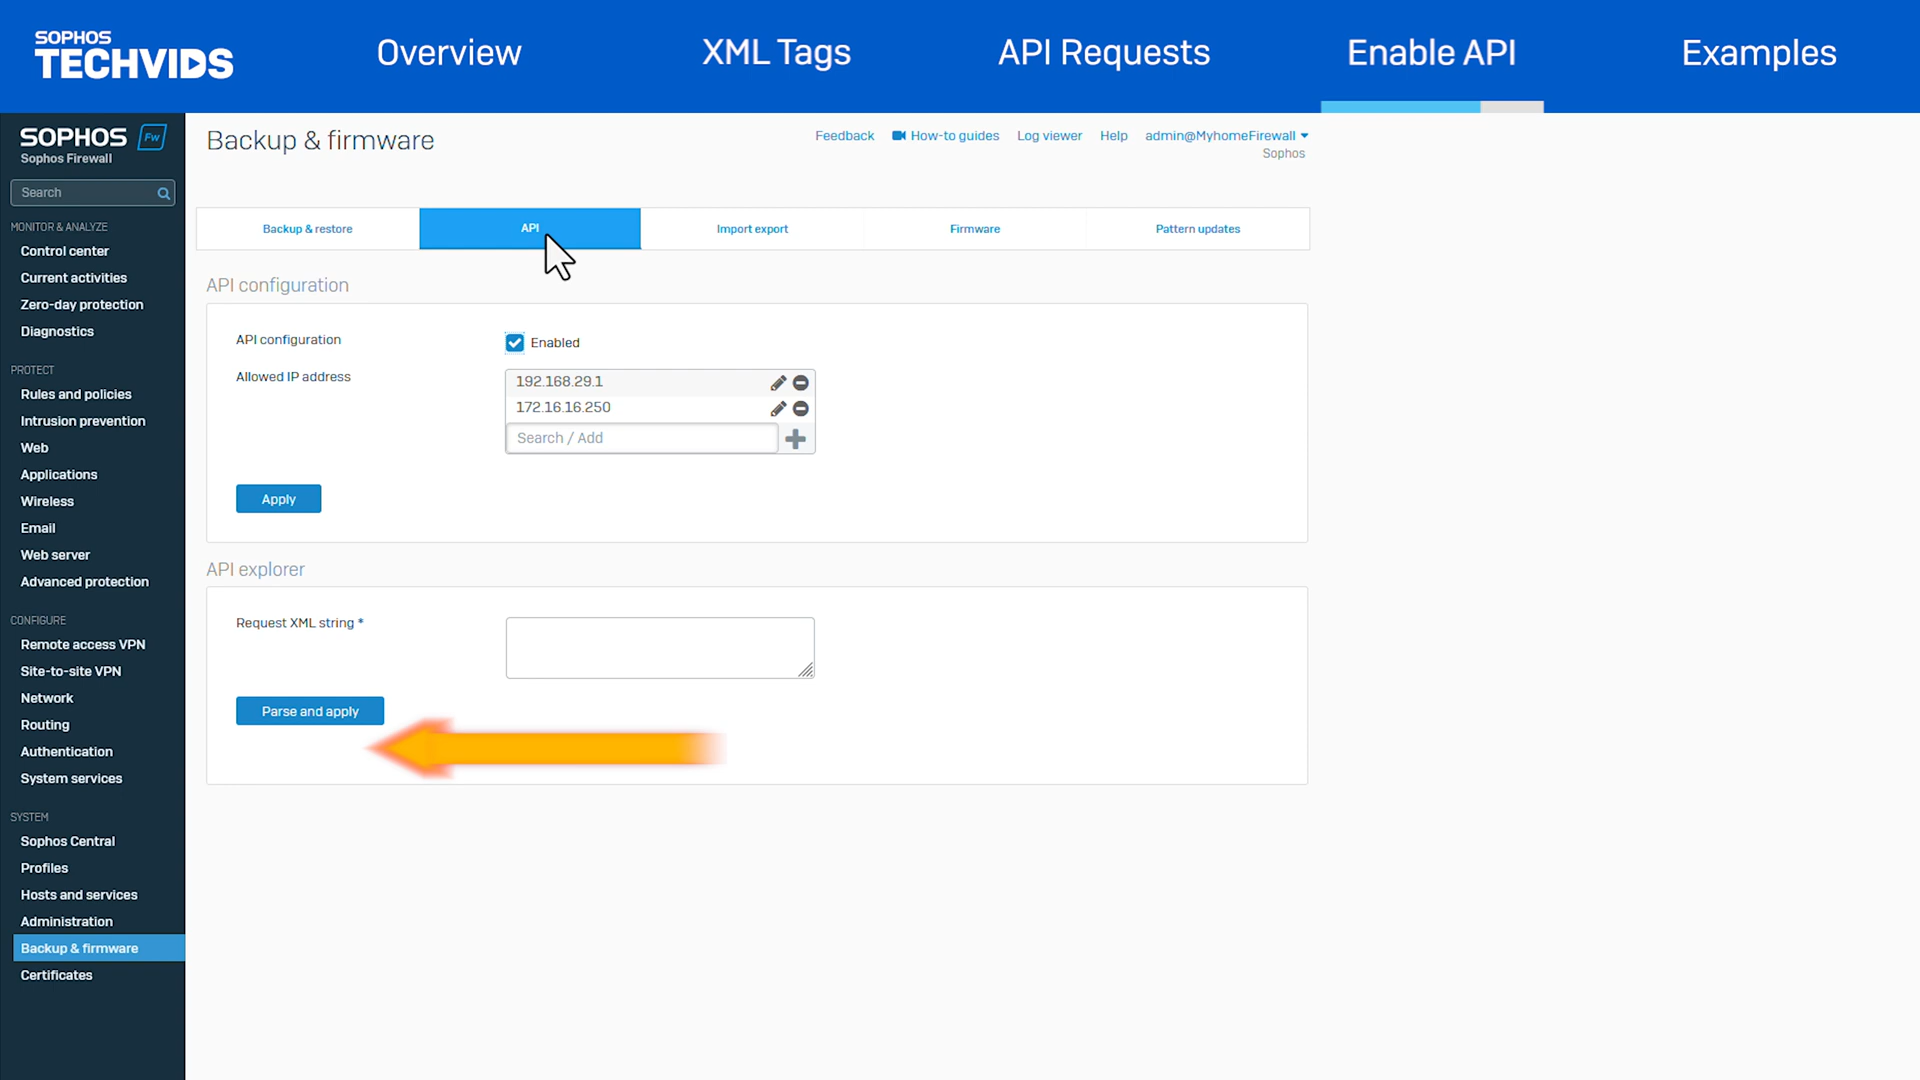 SOPHOS
TECHVIDS
Overview
XML Tags
API Requests
Enable API
Examples
SOPHOS Fw
Sophos Firewall
Search
MONITOR & ANALYZE
Control center
Current activities
Zero-day protection
Diagnostics
PROTECT
Rules and policies
Intrusion prevention
Web
Applications
Wireless
Email
Web server
Advanced protection
CONFIGURE
Remote access VPN
Site-to-site VPN
Network
Routing
Authentication
System services
SYSTEM
Sophos Central
Profiles
Hosts and services
Administration
Backup & firmware
Certificates
Backup & firmware
Feedback How-to guides Log viewer Help admin@MyhomeFirewall
Sophos
Backup & restore
API
Import export
Firmware
Pattern updates
API configuration
API configuration
Enabled
Allowed IP address
192.168.29.1
172.16.16.250
Search / Add
Apply
API explorer
Request XML string *
Parse and apply